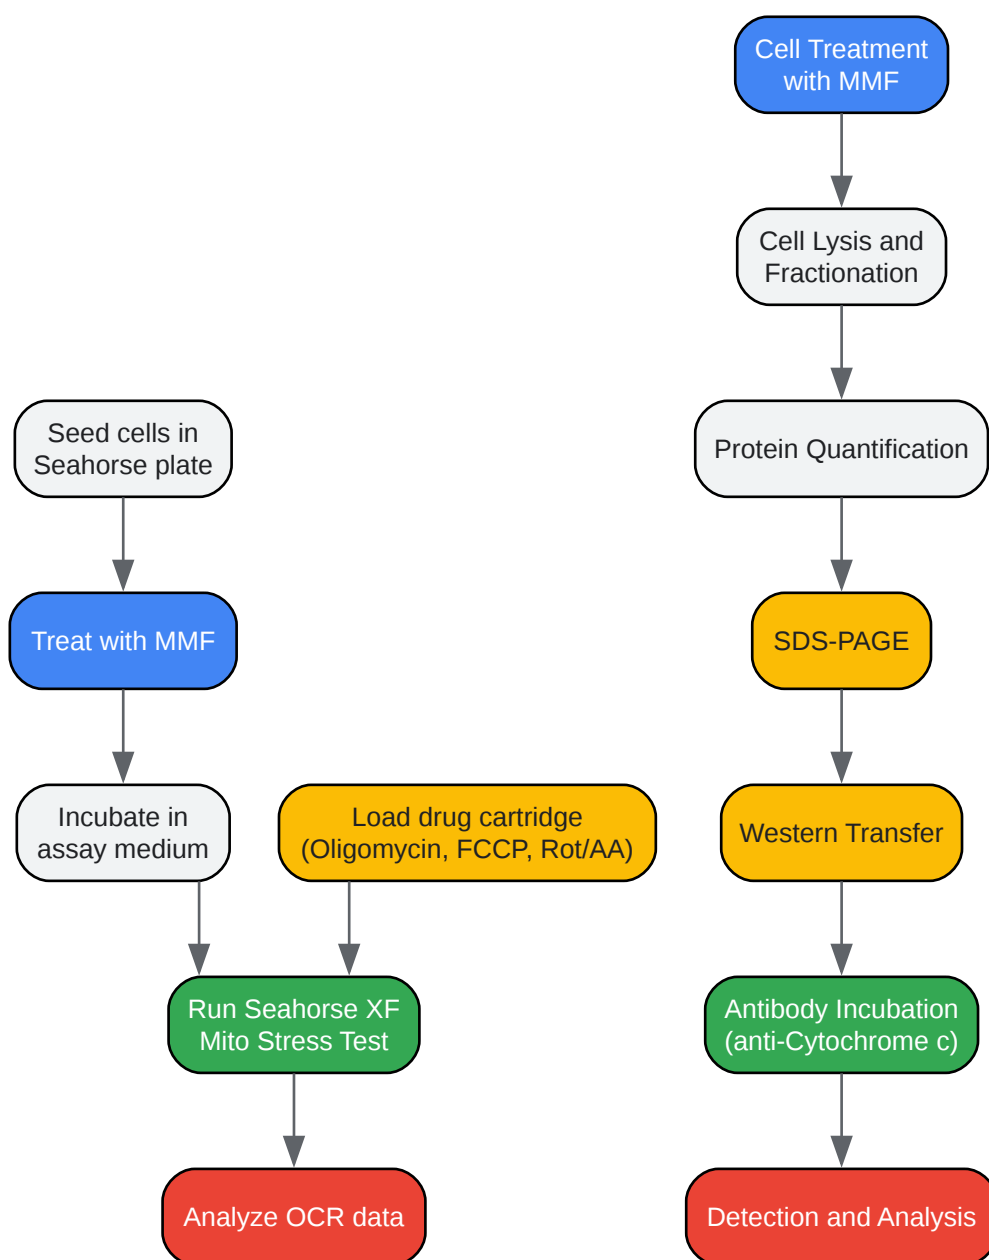 Cell Treatment
with MMF
Cell Lysis and
Fractionation
Seed cells in
Seahorse plate
Protein Quantification
Treat with MMF
SDS-PAGE
Incubate in
assay medium
Load drug cartridge
(Oligomycin, FCCP, Rot/AA)
Western Transfer
Run Seahorse XF
Mito Stress Test
Antibody Incubation
(anti-Cytochrome c)
Analyze OCR data
Detection and Analysis